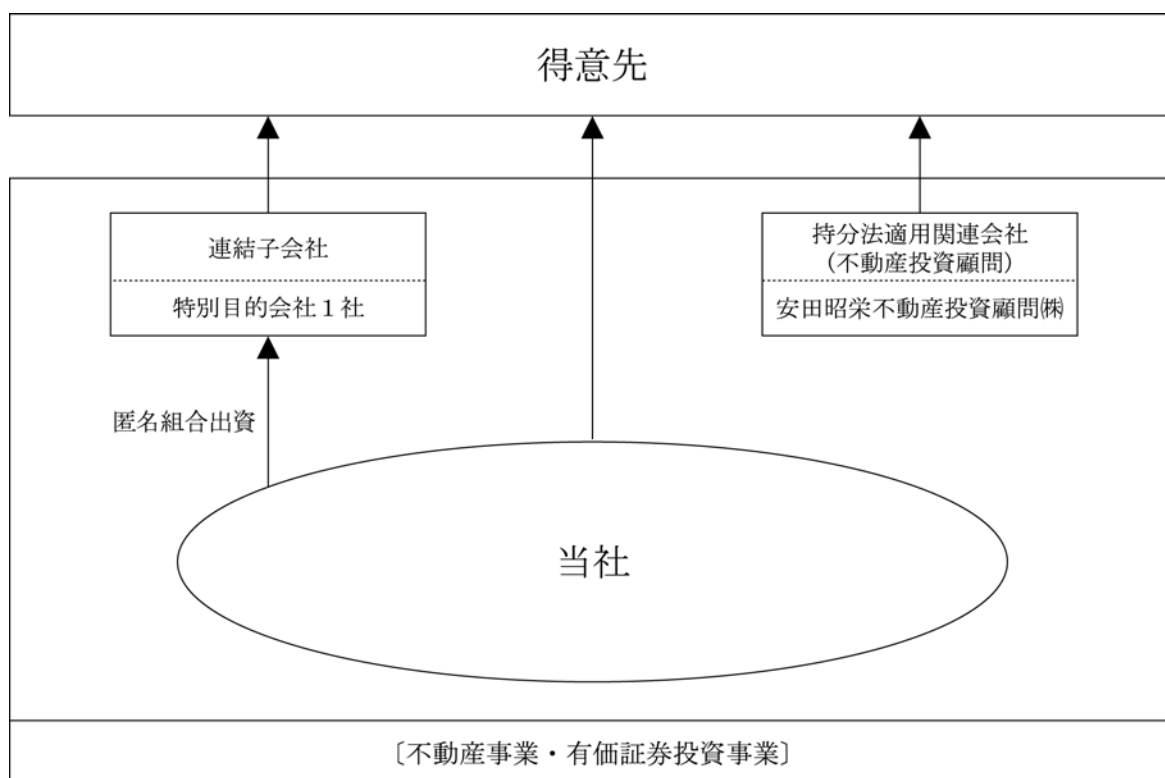 得意先
連結子会社
特別目的会社1社
持分法適用関連会社
(不動産投資顧問)
安田昭栄不動産投資顧問㈱
匿名組合出資
当社
〔不動産事業・有価証券投資事業〕